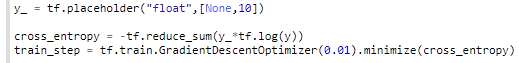 y_ = tf.placeholder("float",[None,10])
cross_entropy = -tf.reduce_sum(y_*tf.log(y))
train_step = tf.train.GradientDescentOptimizer(0.01).minimize(cross_entropy)